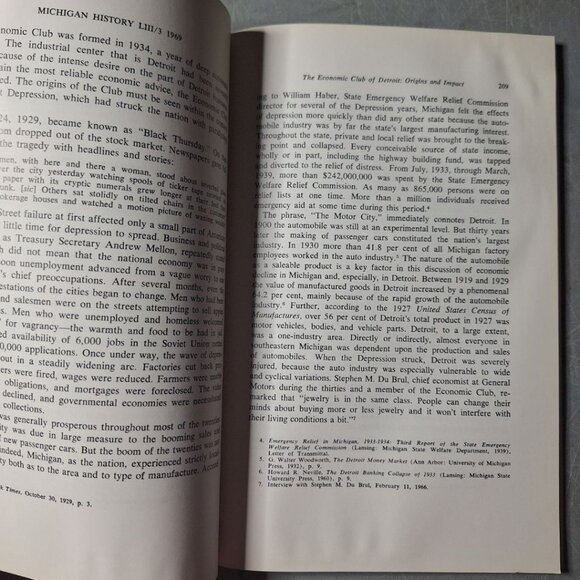 MICHIGAN HISTORY LIII/3 1969
nomic Club was formed in 1934, a year of deep
The industrial center that is Detroit had been
cause of the intense desire on the part of Detroit
ain the most reliable economic advice, the Economic
ed. The origins of the Club must be seen within the
t Depression, which had struck the nation with
24, 1929, became known as "Black Thursday." On
om dropped out of the stock market. Newspapers
the tragedy with headlines and stories:
omen, with here and there a woman, stood about
r the city yesterday watching spools of ticker tape
paper with its cryptic numerals grew longer at their
unk. [sic] Others sat stolidly on tilted chairs in the
okerage houses and watched a motion picture of waning
Street failure at first affected only a small part of
little time for depression to spread. Business and
as Treasury Secretary Andrew Mellon, repeatedly
h did not mean that the national economy was in
oon unemployment advanced from a vague worry to
's chief preoccupations. After several months, even
estations of the cities began to change. Men who had
and salesmen were on the streets attempting to sell
s. Men who were unemployed and homeless welcomed
for vagrancy—the warmth and food to be had in a
d availability of 6,000 jobs in the Soviet Union
0,000 applications. Once under way, the wave of
out in a steadily widening arc. Factories cut back
ers were fired, wages were reduced. Farmers were
obligations, and mortgages were foreclosed. The value
declined, and governmental economies were necessitated
collections.
was generally prosperous throughout most of the twenties
ity was due in large measure to the booming sales of
new passenger cars. But the boom of the twenties was
indeed, Michigan, as the nation, experienced strictly
ty both as to the area and to type of manufacture.
k Times, October 30, 1929, p. 3.
The Economic Club of Detroit: Origins and Impact 209
ing to William Haber, State Emergency Welfare Relief Commission
director for several of the Depression years, Michigan felt the effects
of depression more quickly than did any other state because the auto-
mobile industry was by far the state's largest manufacturing interest.
Throughout the state, private and local relief was brought to the break-
ing point and collapsed. Every conceivable source of state income,
wholly or in part, including the highway building fund, was tapped
and diverted to the relief of distress. From July, 1933, through March,
1939, more than $242,000,000 was spent by the State Emergency
Welfare Relief Commission. As many as 865,000 persons were on
relief lists at one time. More than a million individuals received
emergency aid at some time during this period.4
The phrase, "The Motor City," immediately connotes Detroit. In
1900 the automobile was still at an experimental level. But thirty years
later the making of passenger cars constituted the nation's largest
industry. In 1930 more than 41.8 per cent of all Michigan factory
employees worked in the auto industry.5 The nature of the automobile
as a saleable product is a key factor in this discussion of economic
decline in Michigan and, especially, in Detroit. Between 1919 and 1929
the value of manufactured goods in Detroit increased by a phenomenal
64.2 per cent, mainly because of the rapid growth of the automobile
industry.6 Further, according to the 1927 United States Census of
Manufactures, over 56 per cent of Detroit's total product in 1927 was
motor vehicles, bodies, and vehicle parts. Detroit, to a large extent,
was a one-industry area. Directly or indirectly, almost everyone in
southeastern Michigan was dependent upon the production and sales
of automobiles. When the Depression struck, Detroit was severely
injured, because the auto industry was especially vulnerable to wide
and cyclical variations. Stephen M. Du Brul, chief economist at General
Motors during the thirties and a member of the Economic Club, re-
marked that "jewelry is in the same class. People can change their
minds about buying more or less jewelry and it won't interfere with
their living conditions a bit."7
4. Emergency Relief in Michigan, 1933-1934: Third Report of the State Emergency
Welfare Relief Commission (Lansing: Michigan State Welfare Department, 1939),
Letter of Transmittal.
5. G. Walter Woodworth, The Detroit Money Market (Ann Arbor: University of Michigan
Press, 1932), p. 9.
6. Howard R. Neville, The Detroit Banking Collapse of 1933 (Lansing: Michigan State
University Press, 1960), p. 9.
7. Interview with Stephen M. Du Brul, February 11, 1966.